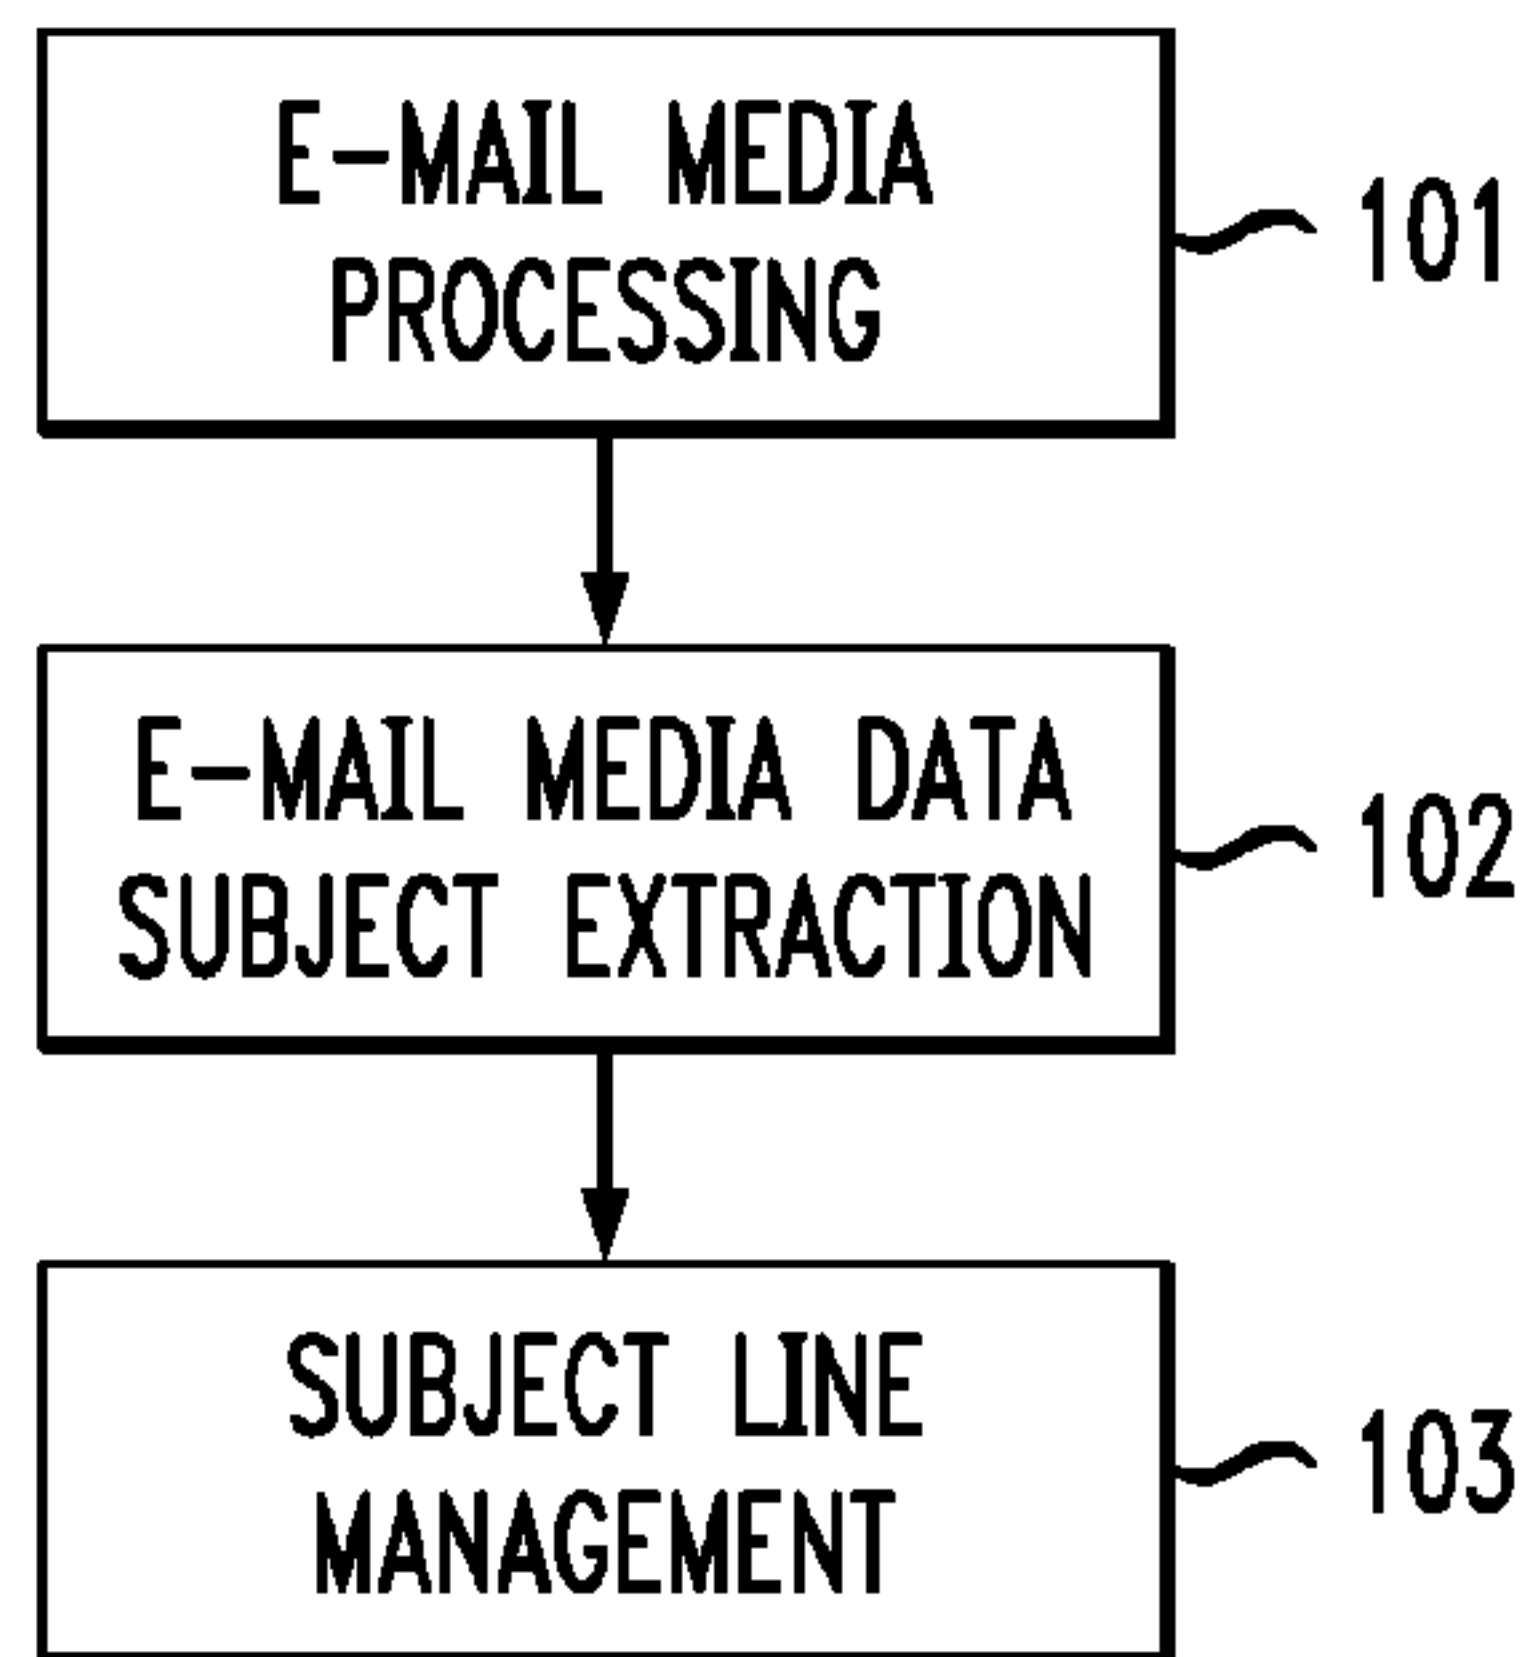 E-MAIL MEDIA
PROCESSING
101
E-MAIL MEDIA DATA
SUBJECT EXTRACTION
102
SUBJECT LINE
MANAGEMENT
103